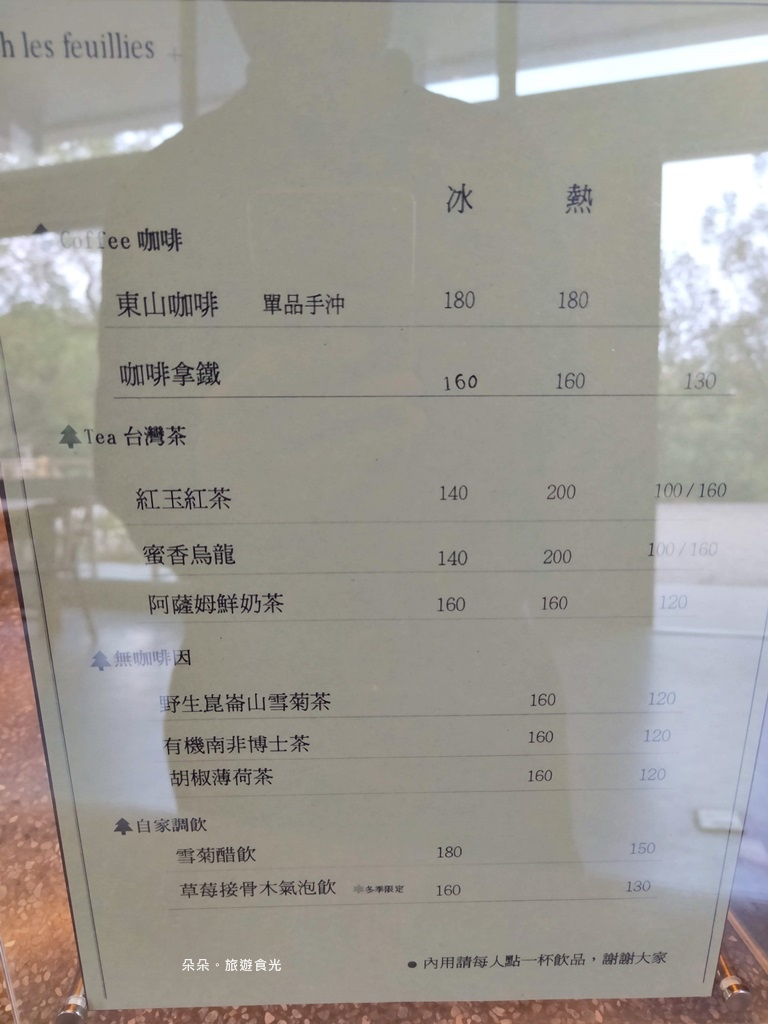 h les feuillies
冰 熱
Coffee 咖啡
東山咖啡 單品手沖 180 180
咖啡拿鐵 160 160 130
Tea 台灣茶
紅玉紅茶 140 200 100 / 160
蜜香烏龍 140 200 100 / 160
阿薩姆鮮奶茶 160 160 120
無咖啡因
野生崑崙山雪菊茶 160 120
有機南非博士茶 160 120
胡椒薄荷茶 160 120
自家調飲
雪菊醋飲 180 150
草莓接骨木氣泡飲 冬季限定 160 130
● 內用請每人點一杯飲品，謝謝大家
朵朵。旅遊食光